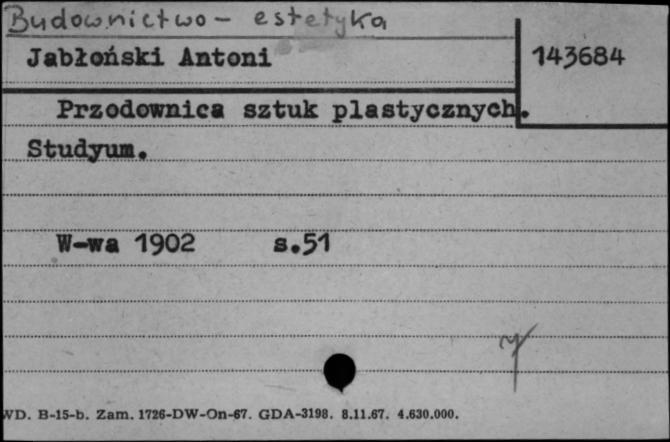 Budownictwo - estetyka
Jabłoński Antoni
143684
Przodownica sztuk plastycznych.
Studyum.
W-wa 1902 s.51
WD. B-15-b. Zam. 1726-DW-On-67. GDA-3198. 8.11.67. 4.630.000.